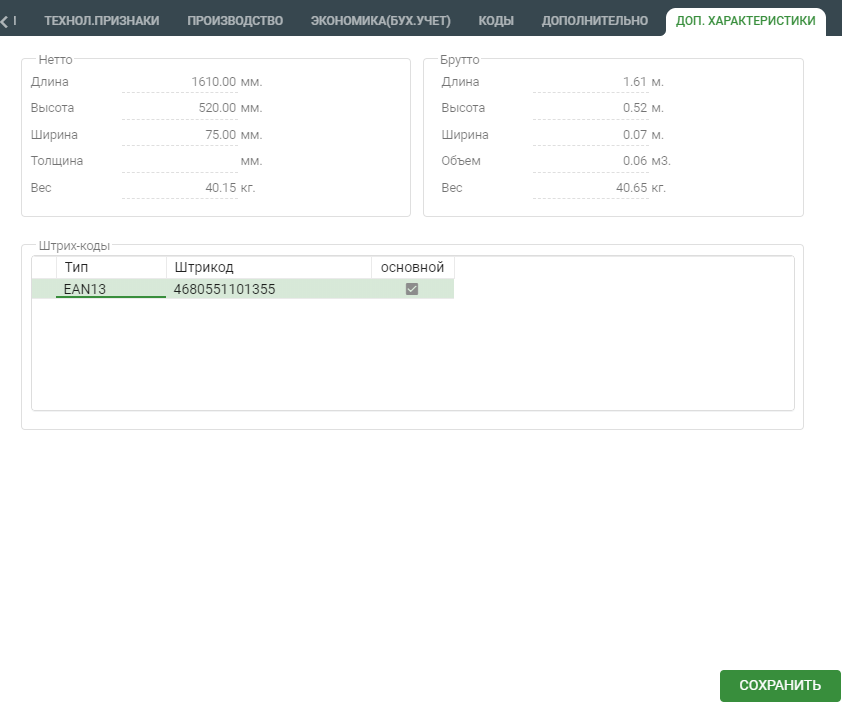 ТЕХНОЛ.ПРИЗНАКИ ПРОИЗВОДСТВО ЭКОНОМИКА(БУХ.УЧЕТ) КОДЫ ДОПОЛНИТЕЛЬНО ДОП. ХАРАКТЕРИСТИКИ
Нетто
Длина 1610.00 мм.
Высота 520.00 мм.
Ширина 75.00 мм.
Толщина мм.
Вес 40.15 кг.
Брутто
Длина 1.61 м.
Высота 0.52 м.
Ширина 0.07 м.
Объем 0.06 м3.
Вес 40.65 кг.
Штрих-коды
Тип Штрикод основной
EAN13 4680551101355
СОХРАНИТЬ